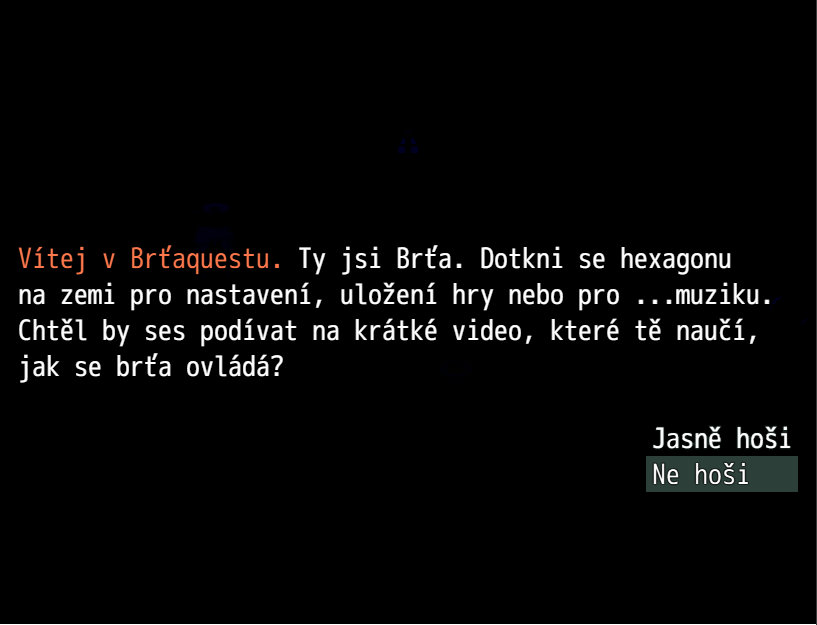 Vítej v Brťaquestu. Ty jsi Brťa. Dotkni se hexagonu
na zemi pro nastavení, uložení hry nebo pro ...muziku.
Chtěl by ses podívat na krátké video, které tě naučí,
jak se brťa ovládá?
Jasně hoši
Ne hoši